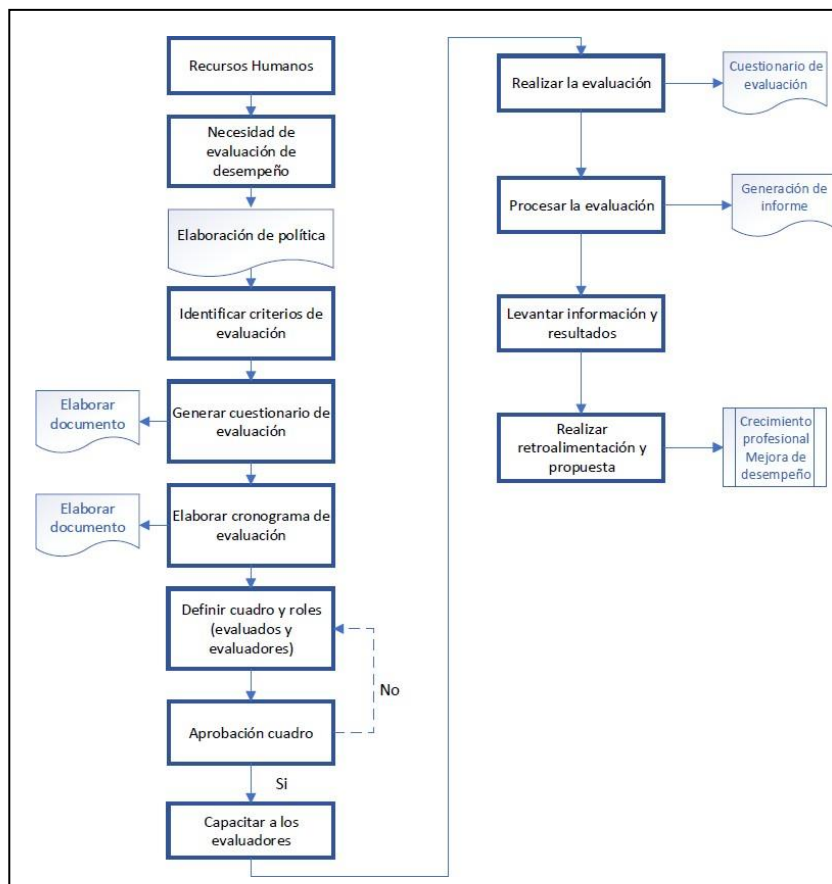 Recursos Humanos
Necesidad de
evaluación de
desempeño
Elaboración de política
Identificar criterios de
evaluación
Elaborar
documento
Generar cuestionario de
evaluación
Elaborar
documento
Elaborar cronograma de
evaluación
Definir cuadro y roles
(evaluados y
evaluadores)
No
Aprobación cuadro
Si
Capacitar a los
evaluadores
Realizar la evaluación
Cuestionario de
evaluación
Procesar la evaluación
Generación de
informe
Levantar información y
resultados
Realizar
retroalimentación y
propuesta
Crecimiento
profesional
Mejora de
desempeño